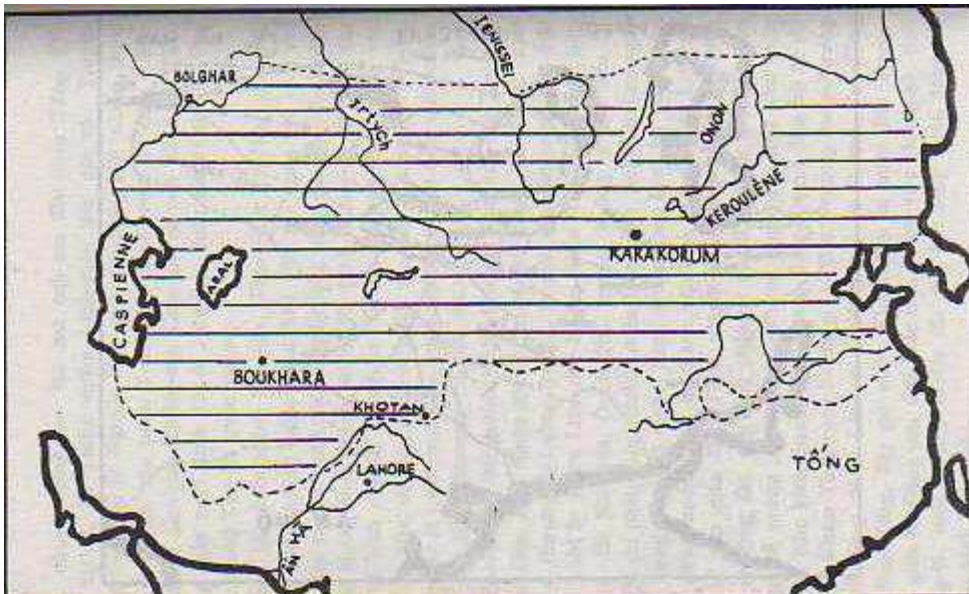 IENISSEI
BOLGHAR
Irtych
ONON
KEROULÈNE
KARAKORUM
CASPIENNE
ARAL
BOUKHARA
KHOTAN
LAHORE
TỐNG
ẤN HÀ